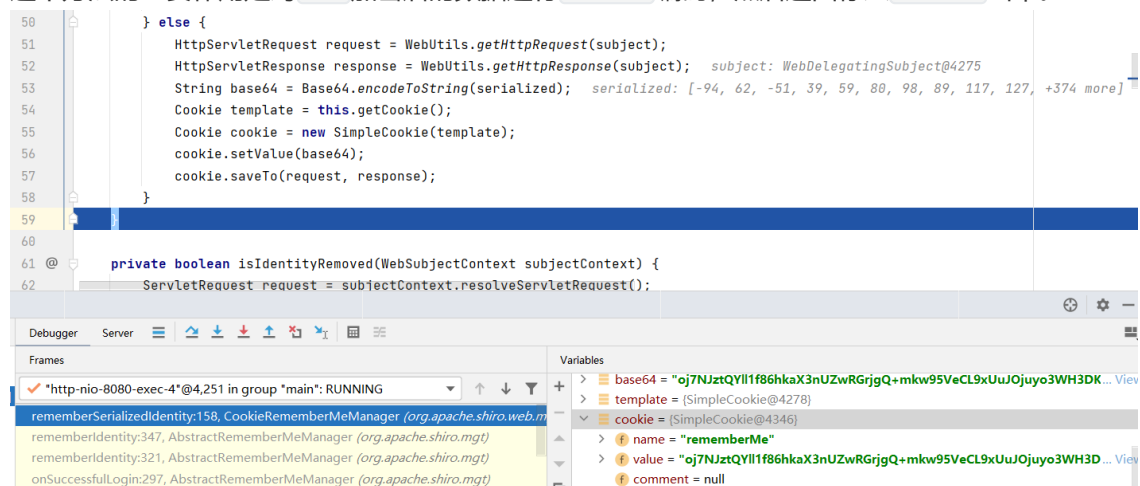 50 } else {
51 HttpServletRequest request = WebUtils.getHttpRequest(subject);
52 HttpServletResponse response = WebUtils.getHttpResponse(subject); subject: WebDelegatingSubject@4275
53 String base64 = Base64.encodeToString(serialized); serialized: [-94, 62, -51, 39, 59, 80, 98, 89, 117, 127, +374 more]
54 Cookie template = this.getCookie();
55 Cookie cookie = new SimpleCookie(template);
56 cookie.setValue(base64);
57 cookie.saveTo(request, response);
58 }
59 }
60
61 @ private boolean isIdentityRemoved(WebSubjectContext subjectContext) {
62 ServletRequest request = subjectContext.resolveServletRequest();
Debugger Server
Frames Variables
"http-nio-8080-exec-4"@4,251 in group "main": RUNNING
rememberSerializedIdentity:158, CookieRememberMeManager (org.apache.shiro.web.m
rememberIdentity:347, AbstractRememberMeManager (org.apache.shiro.mgt)
rememberIdentity:321, AbstractRememberMeManager (org.apache.shiro.mgt)
onSuccessfulLogin:297, AbstractRememberMeManager (org.apache.shiro.mgt)
base64 = "oj7NJztQYll1f86hkaX3nUZwRGrjgQ+mkw95VeCL9xUuJOjuyo3WH3DK... View
template = {SimpleCookie@4278}
cookie = {SimpleCookie@4346}
name = "rememberMe"
value = "oj7NJztQYll1f86hkaX3nUZwRGrjgQ+mkw95VeCL9xUuJOjuyo3WH3D... View
comment = null